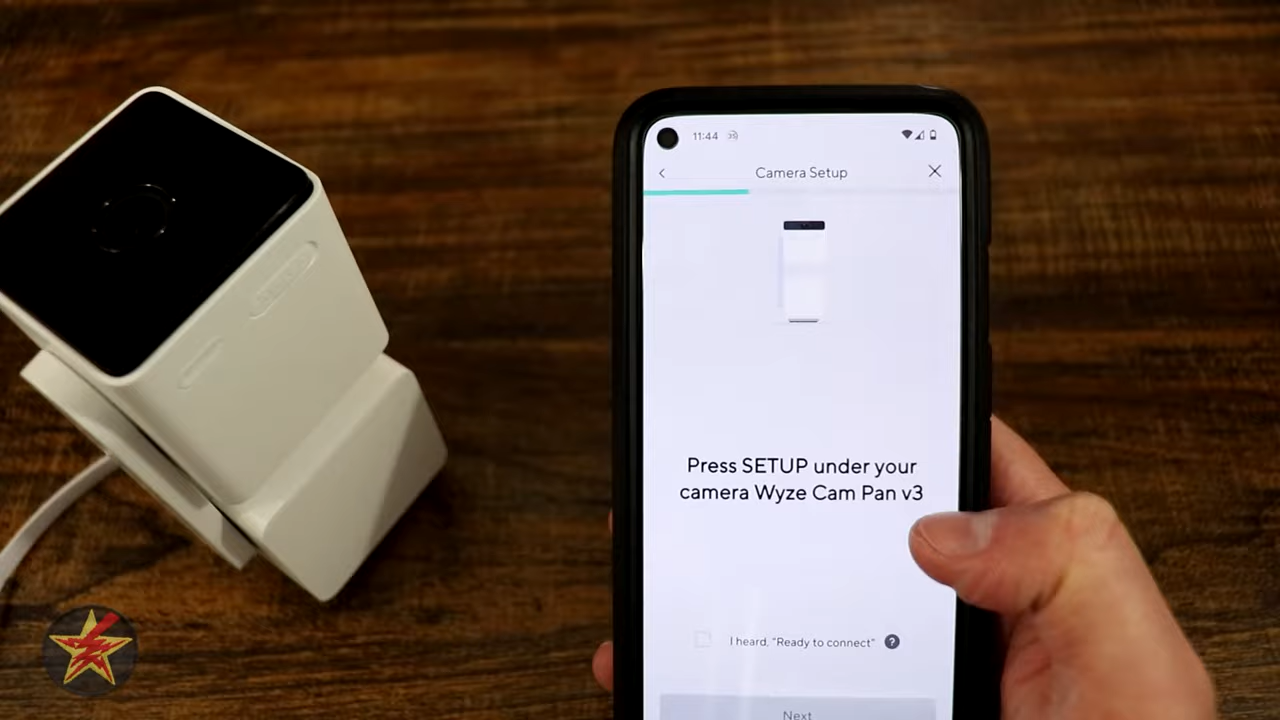 11:44
Camera Setup
Press SETUP under your
camera Wyze Cam Pan v3
I heard, "Ready to connect" ?
Next